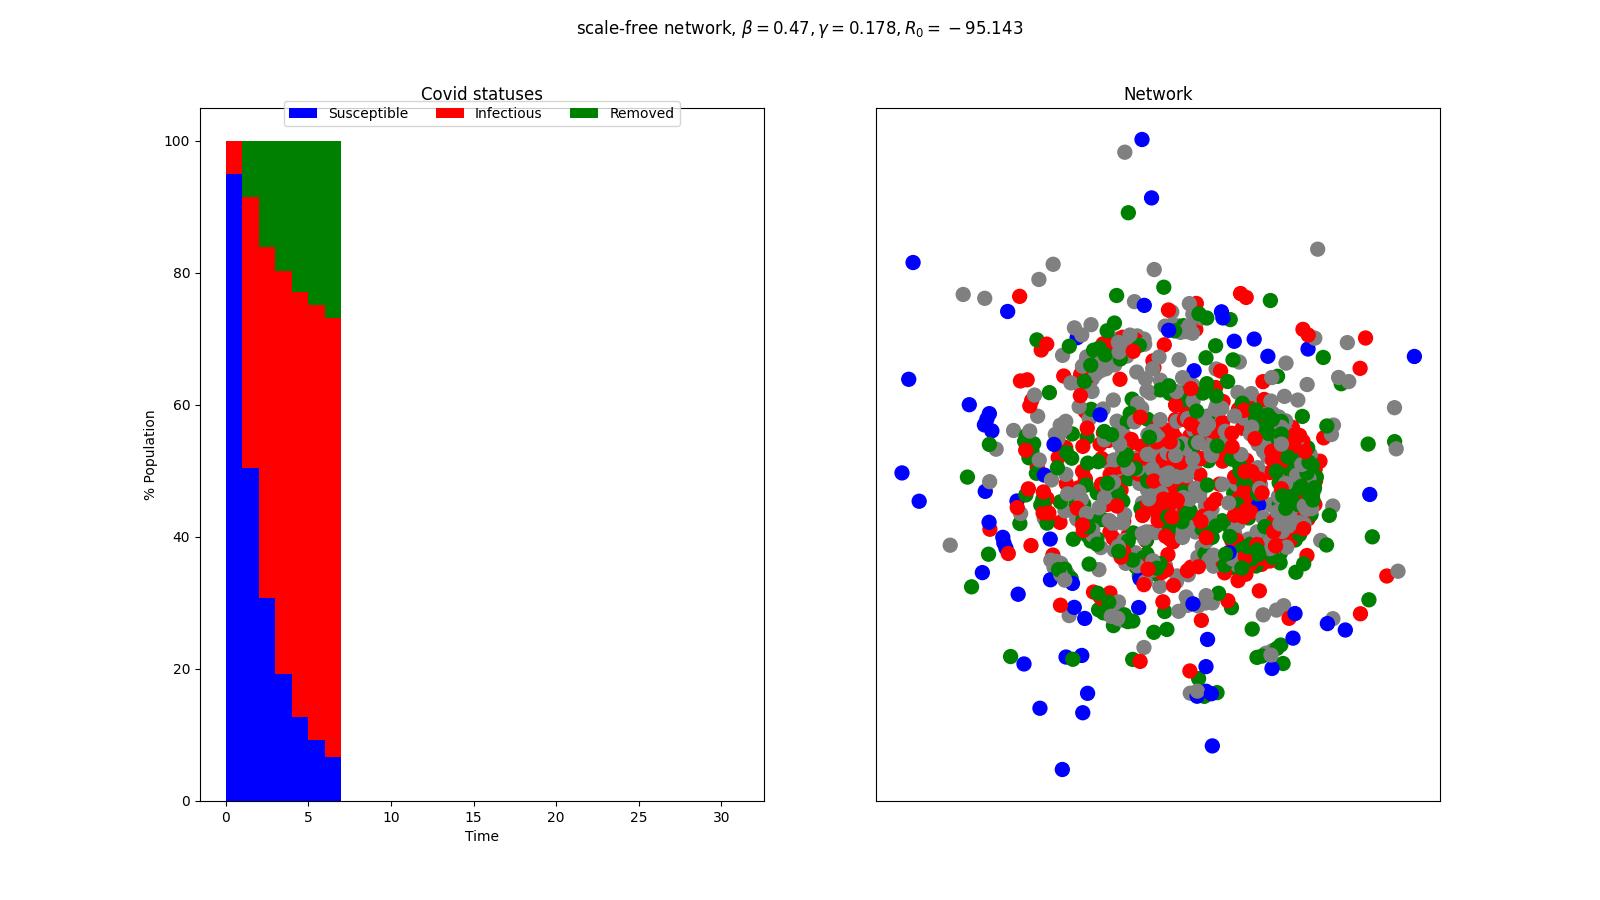 scale-free network, β = 0.47, γ = 0.178, R₀ = − 95.143
Covid statuses
Susceptible Infectious Removed
100
80
60
40
20
0
% Population
0 5 10 15 20 25 30
Time
Network